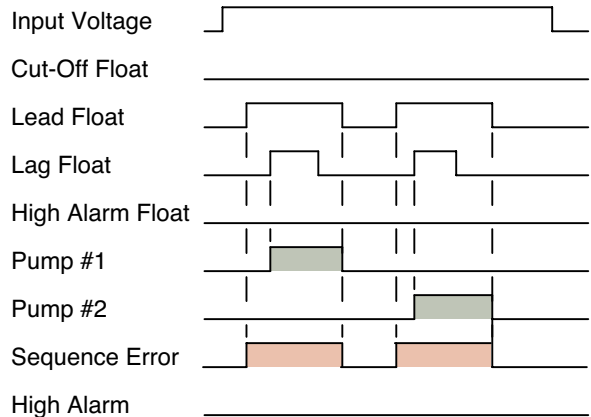 Input Voltage
Cut-Off Float
Lead Float
Lag Float
High Alarm Float
Pump #1
Pump #2
Sequence Error
High Alarm